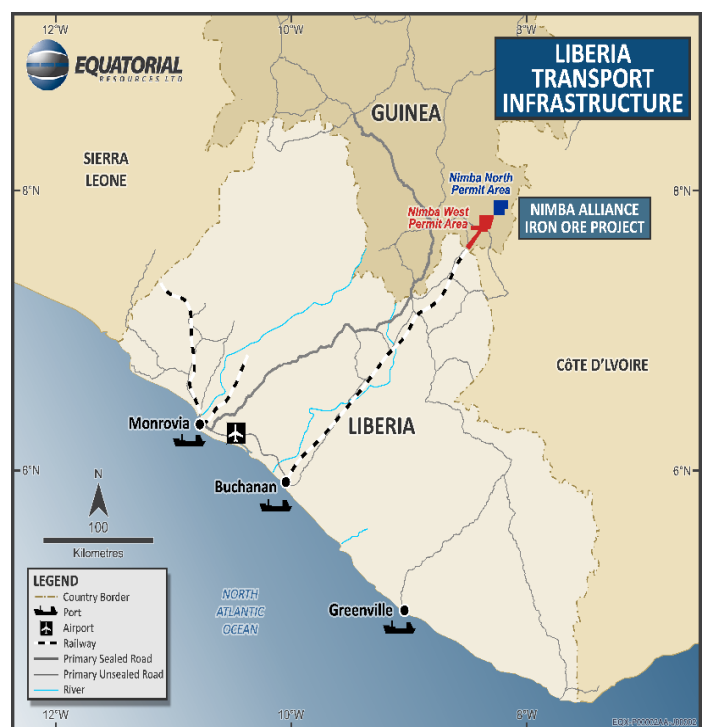 12°W
10°W
8°W
EQUATORIAL
RESOURCES LTD
LIBERIA
TRANSPORT
INFRASTRUCTURE
GUINEA
SIERRA
LEONE
8°N
8°N
Nimba North
Permit Area
Nimba West
Permit Area
NIMBA ALLIANCE
IRON ORE PROJECT
CôTE D'LVOIRE
Monrovia
LIBERIA
6°N
6°N
Buchanan
N
100
Kilometres
Greenville
NORTH
ATLANTIC
OCEAN
LEGEND
Country Border
Port
Airport
Railway
Primary Sealed Road
Primary Unsealed Road
River
12°W
10°W
8°W